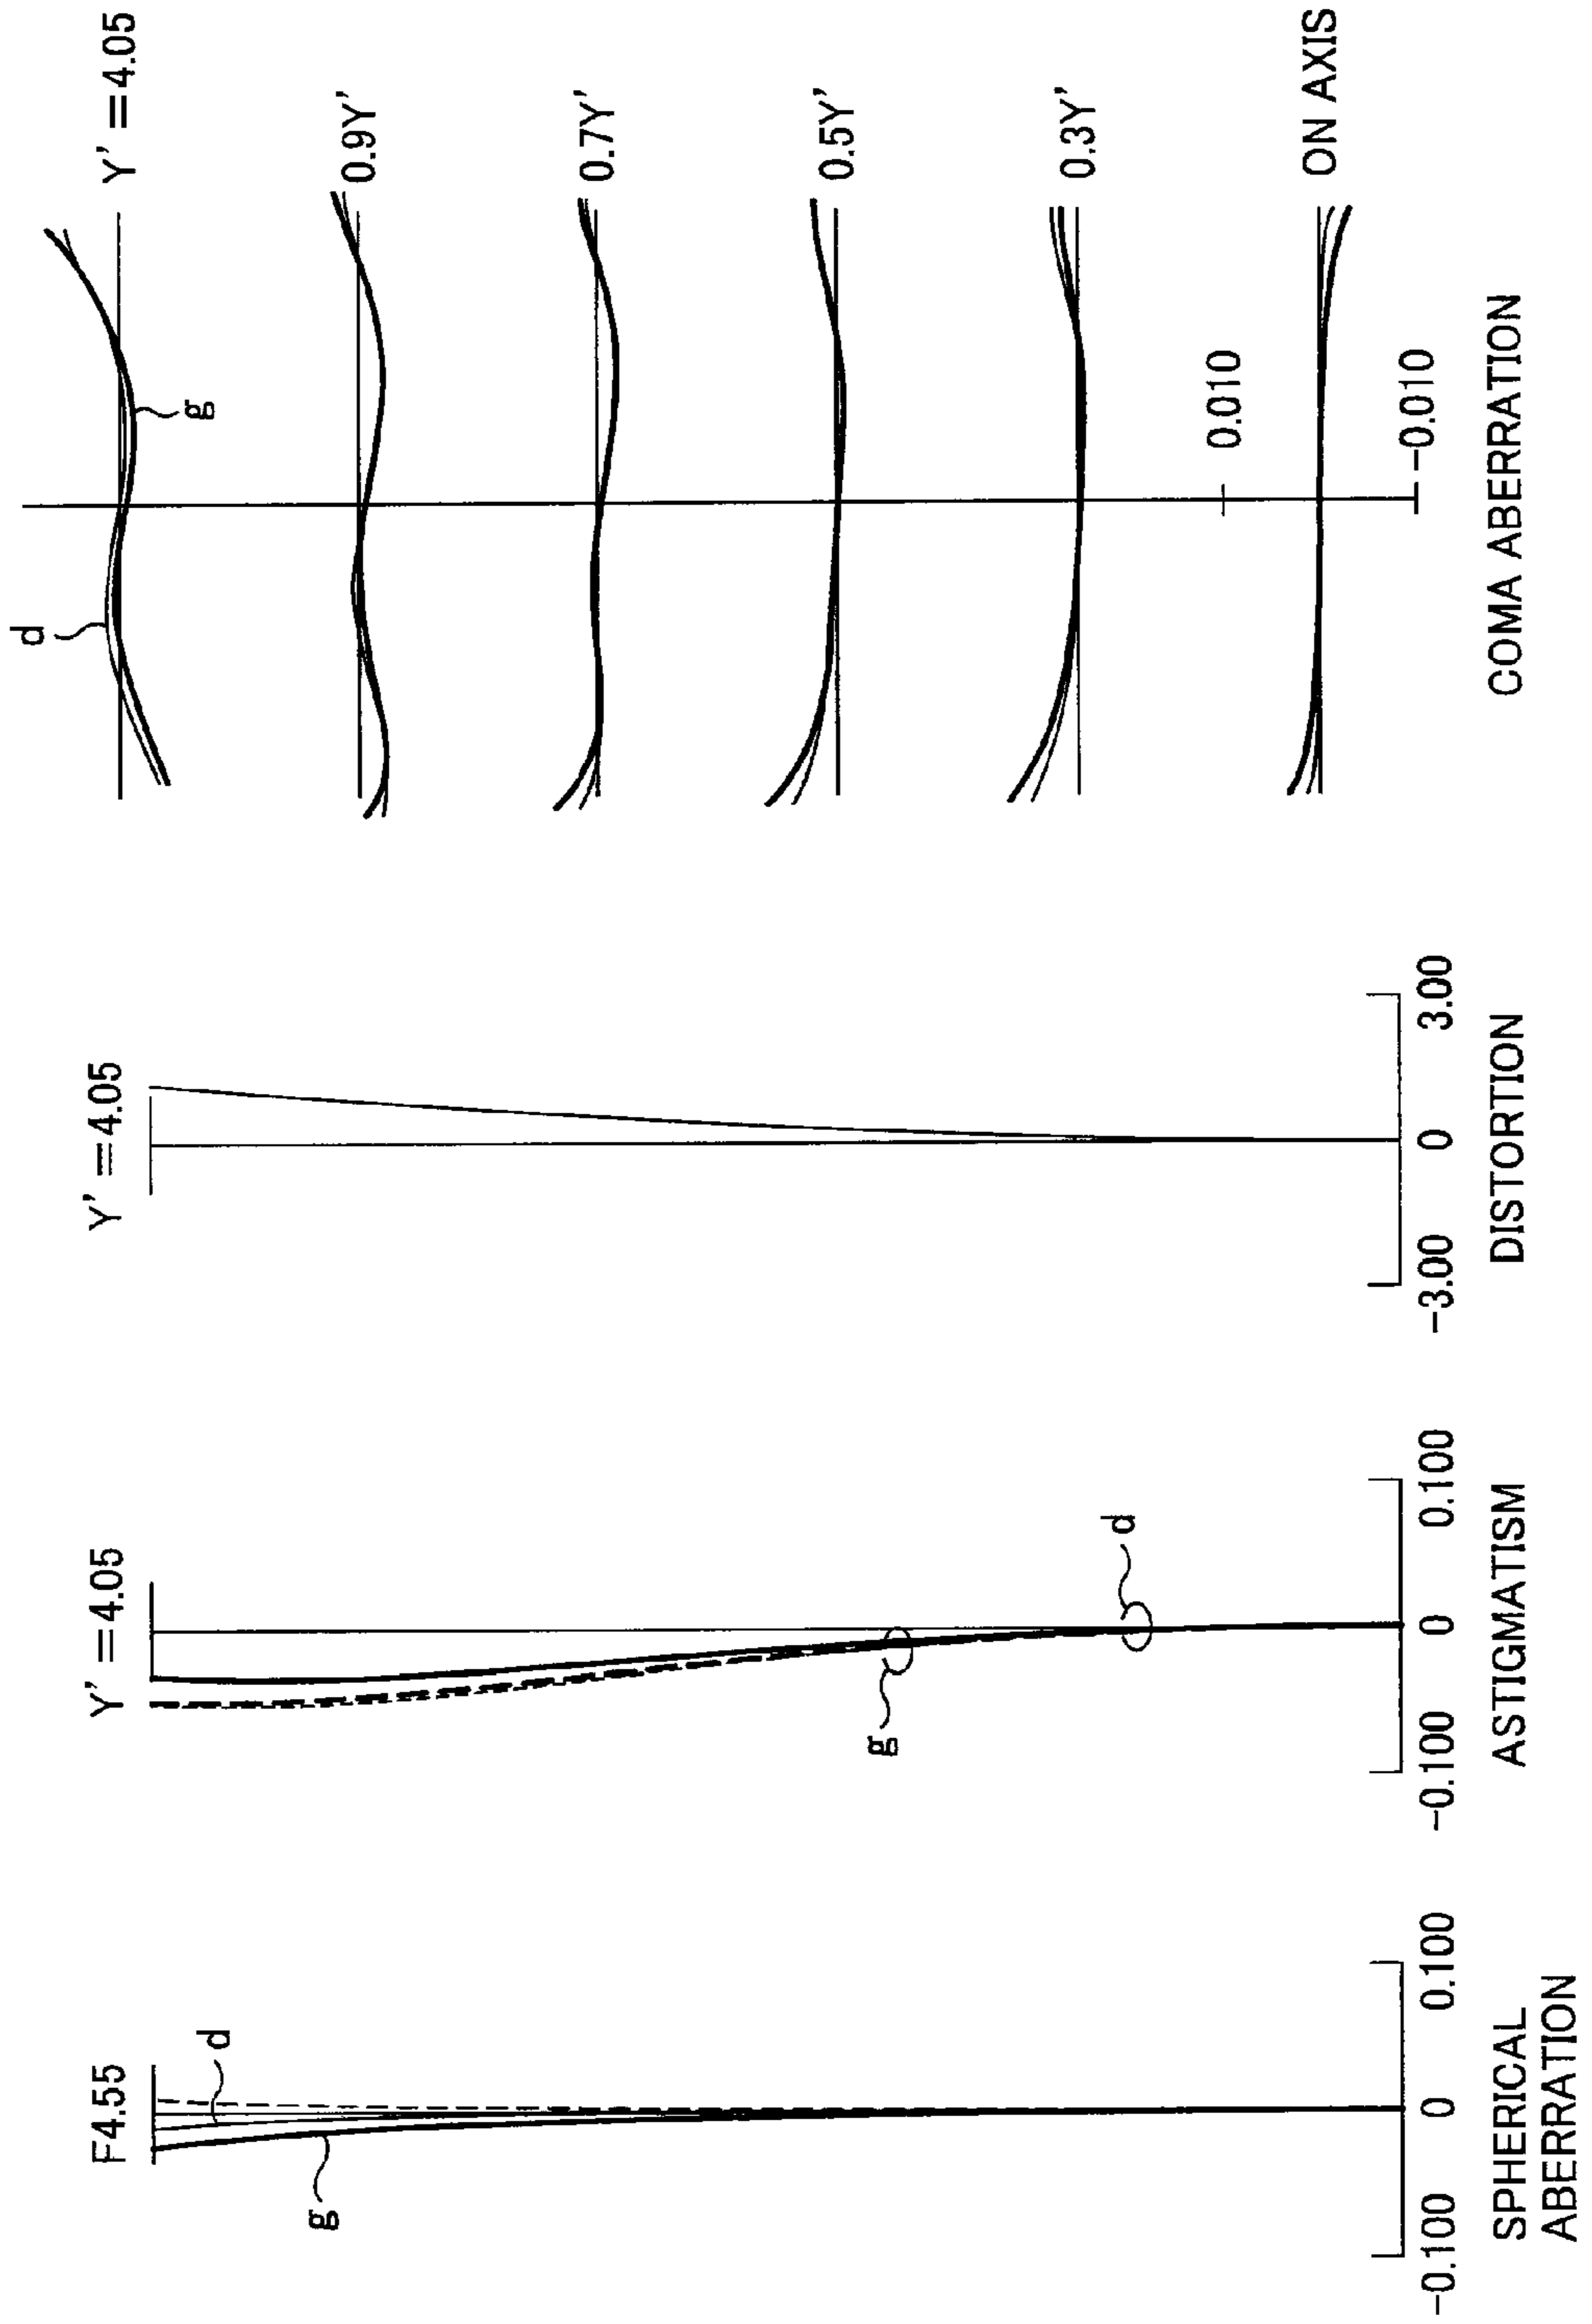 F4.55
d
g
-0.100
0
0.100
SPHERICAL
ABERRATION
Y' = 4.05
g
d
-0.100
0
0.100
ASTIGMATISM
Y' = 4.05
-3.00
0
3.00
DISTORTION
Y' = 4.05
d
g
0.9Y'
0.7Y'
0.5Y'
0.3Y'
0.010
ON AXIS
-0.010
COMA ABERRATION